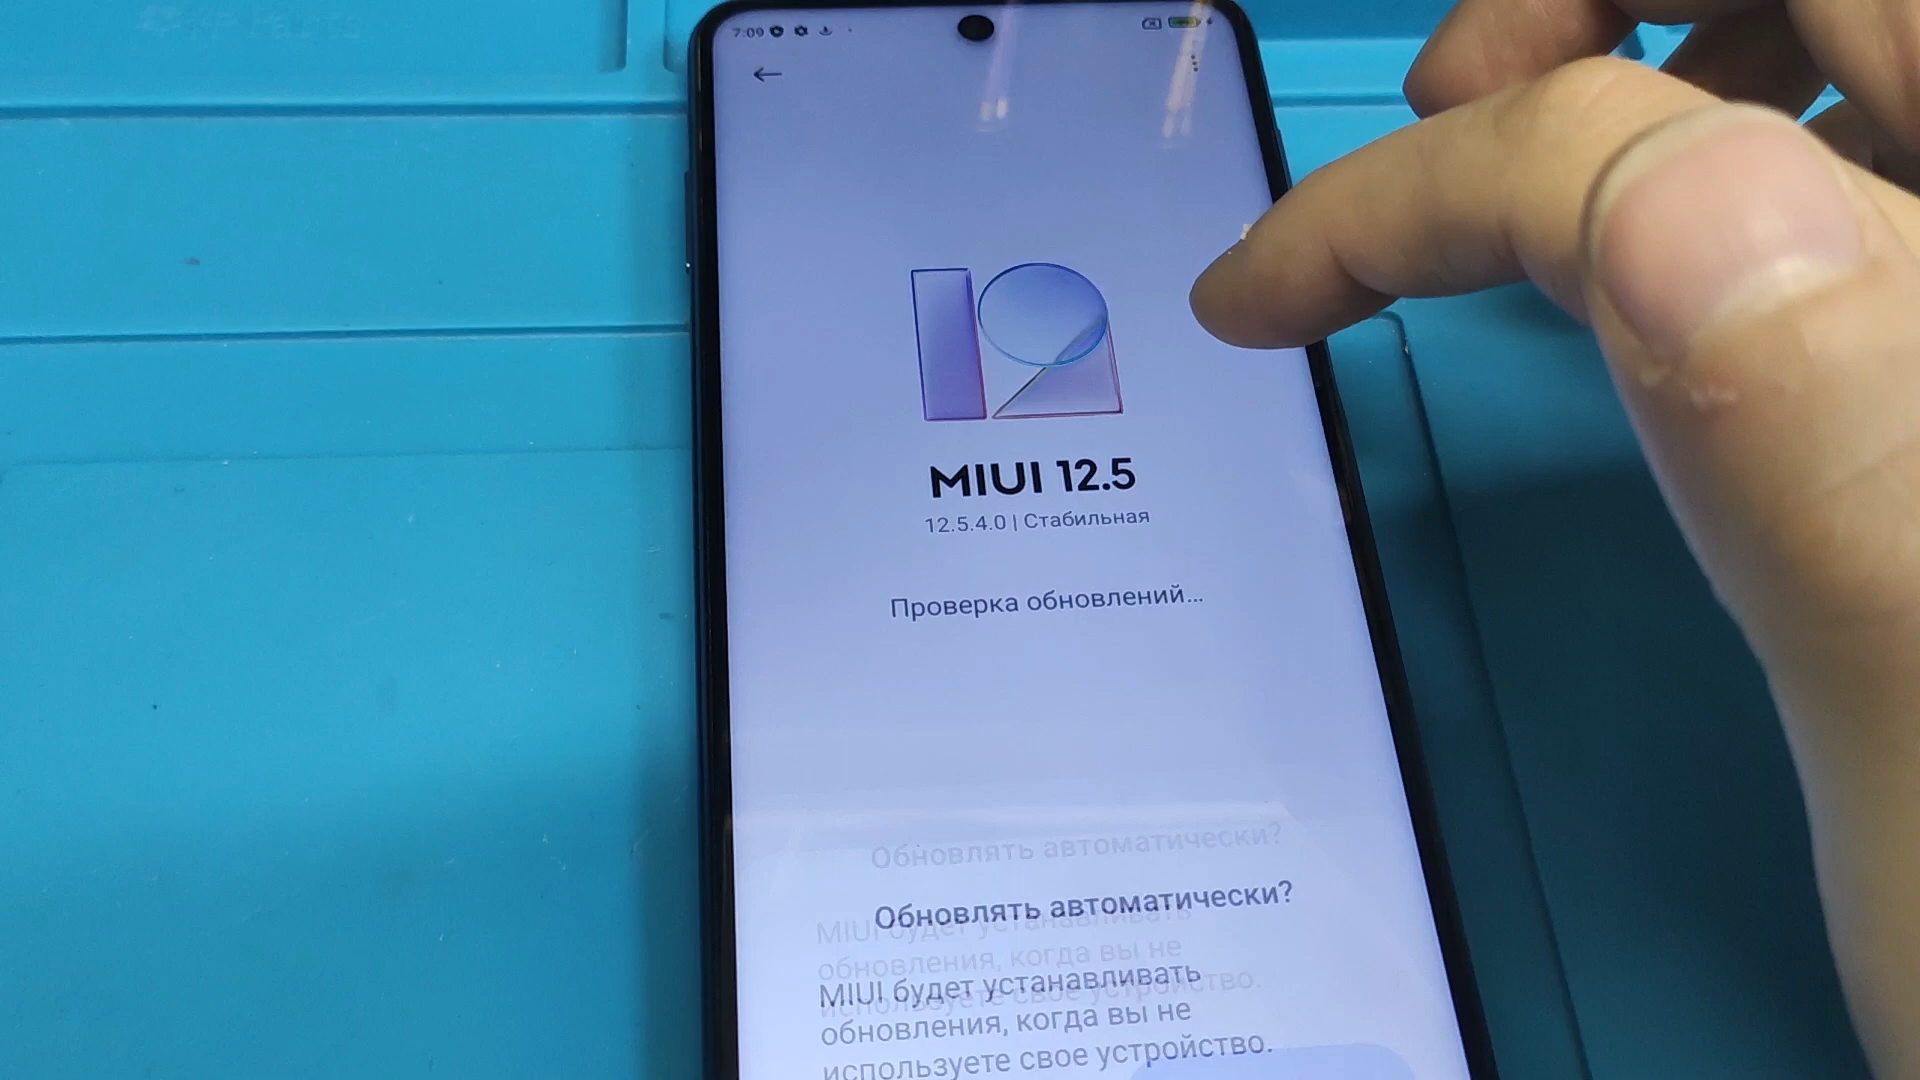 7:09
12
MIUI 12.5
12.5.4.0 | Стабильная
Проверка обновлений...
Обновлять автоматически?
Обновлять автоматически?
MIUI будет устанавливать
обновления, когда вы не
используете свое устройство.
MIUI будет устанавливать
обновления, когда вы не
используете свое устройство.